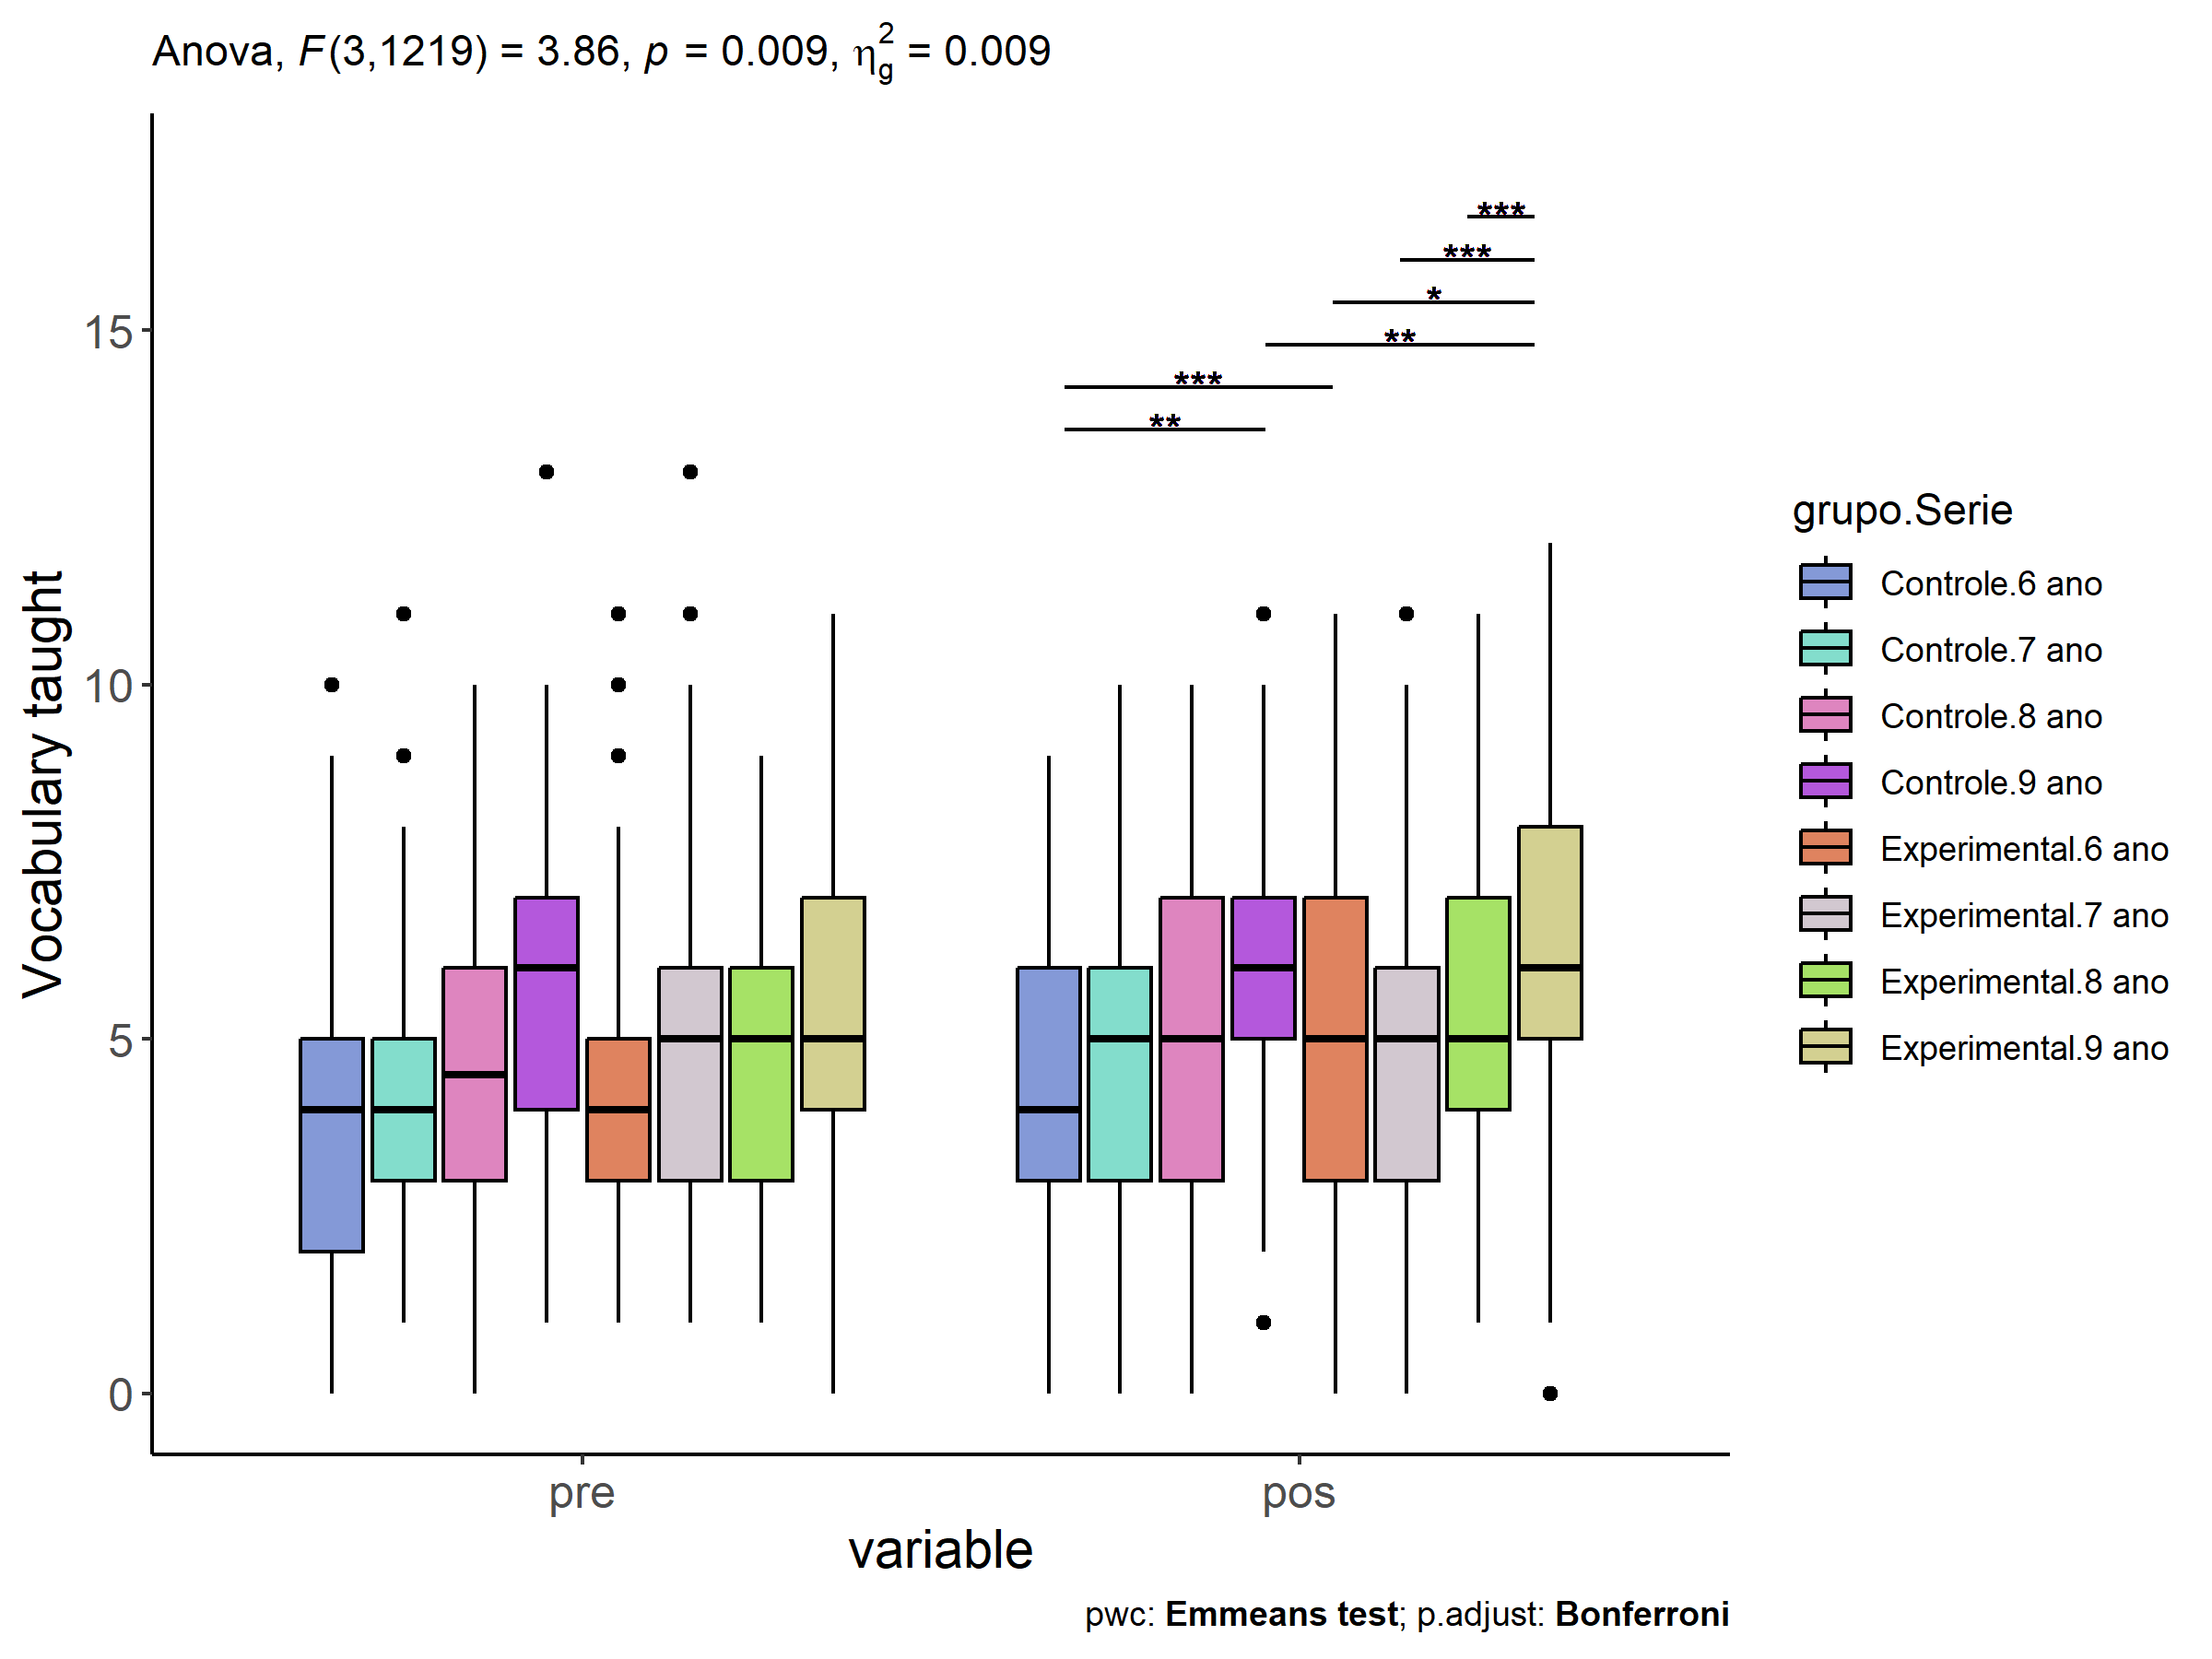 Anova, F(3,1219) = 3.86, p = 0.009, η²g = 0.009
***
***
*
**
***
**
Vocabulary taught
15
10
5
0
pre pos
variable
grupo.Serie
Controle.6 ano
Controle.7 ano
Controle.8 ano
Controle.9 ano
Experimental.6 ano
Experimental.7 ano
Experimental.8 ano
Experimental.9 ano
pwc: Emmeans test; p.adjust: Bonferroni